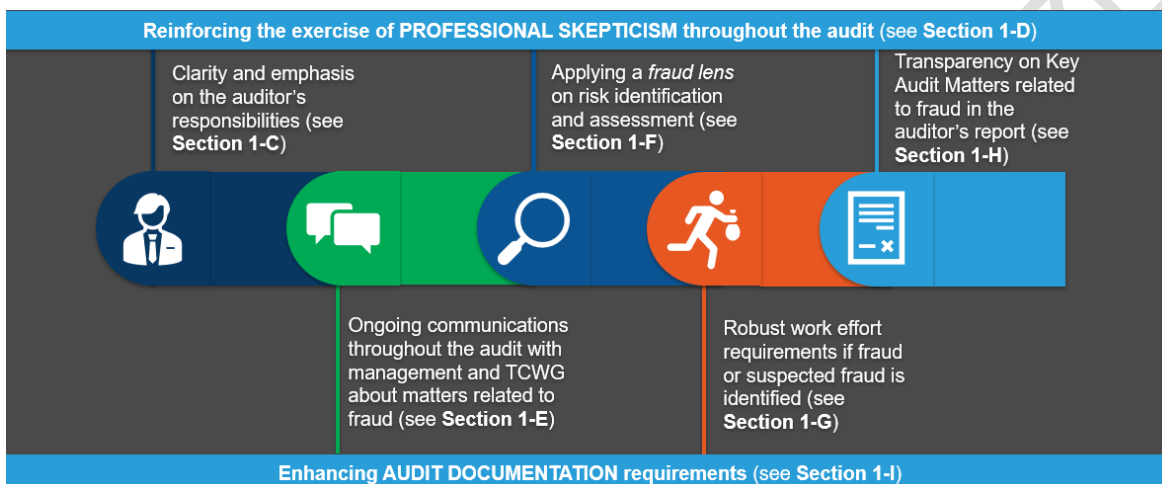 Reinforcing the exercise of PROFESSIONAL SKEPTICISM throughout the audit (see Section 1-D)
Clarity and emphasis
on the auditor's
responsibilities (see
Section 1-C)
Applying a fraud lens
on risk identification
and assessment (see
Section 1-F)
Transparency on Key
Audit Matters related
to fraud in the
auditor's report (see
Section 1-H)
Ongoing communications
throughout the audit with
management and TCWG
about matters related to
fraud (see Section 1-E)
Robust work effort
requirements if fraud
or suspected fraud is
identified (see
Section 1-G)
Enhancing AUDIT DOCUMENTATION requirements (see Section 1-I)